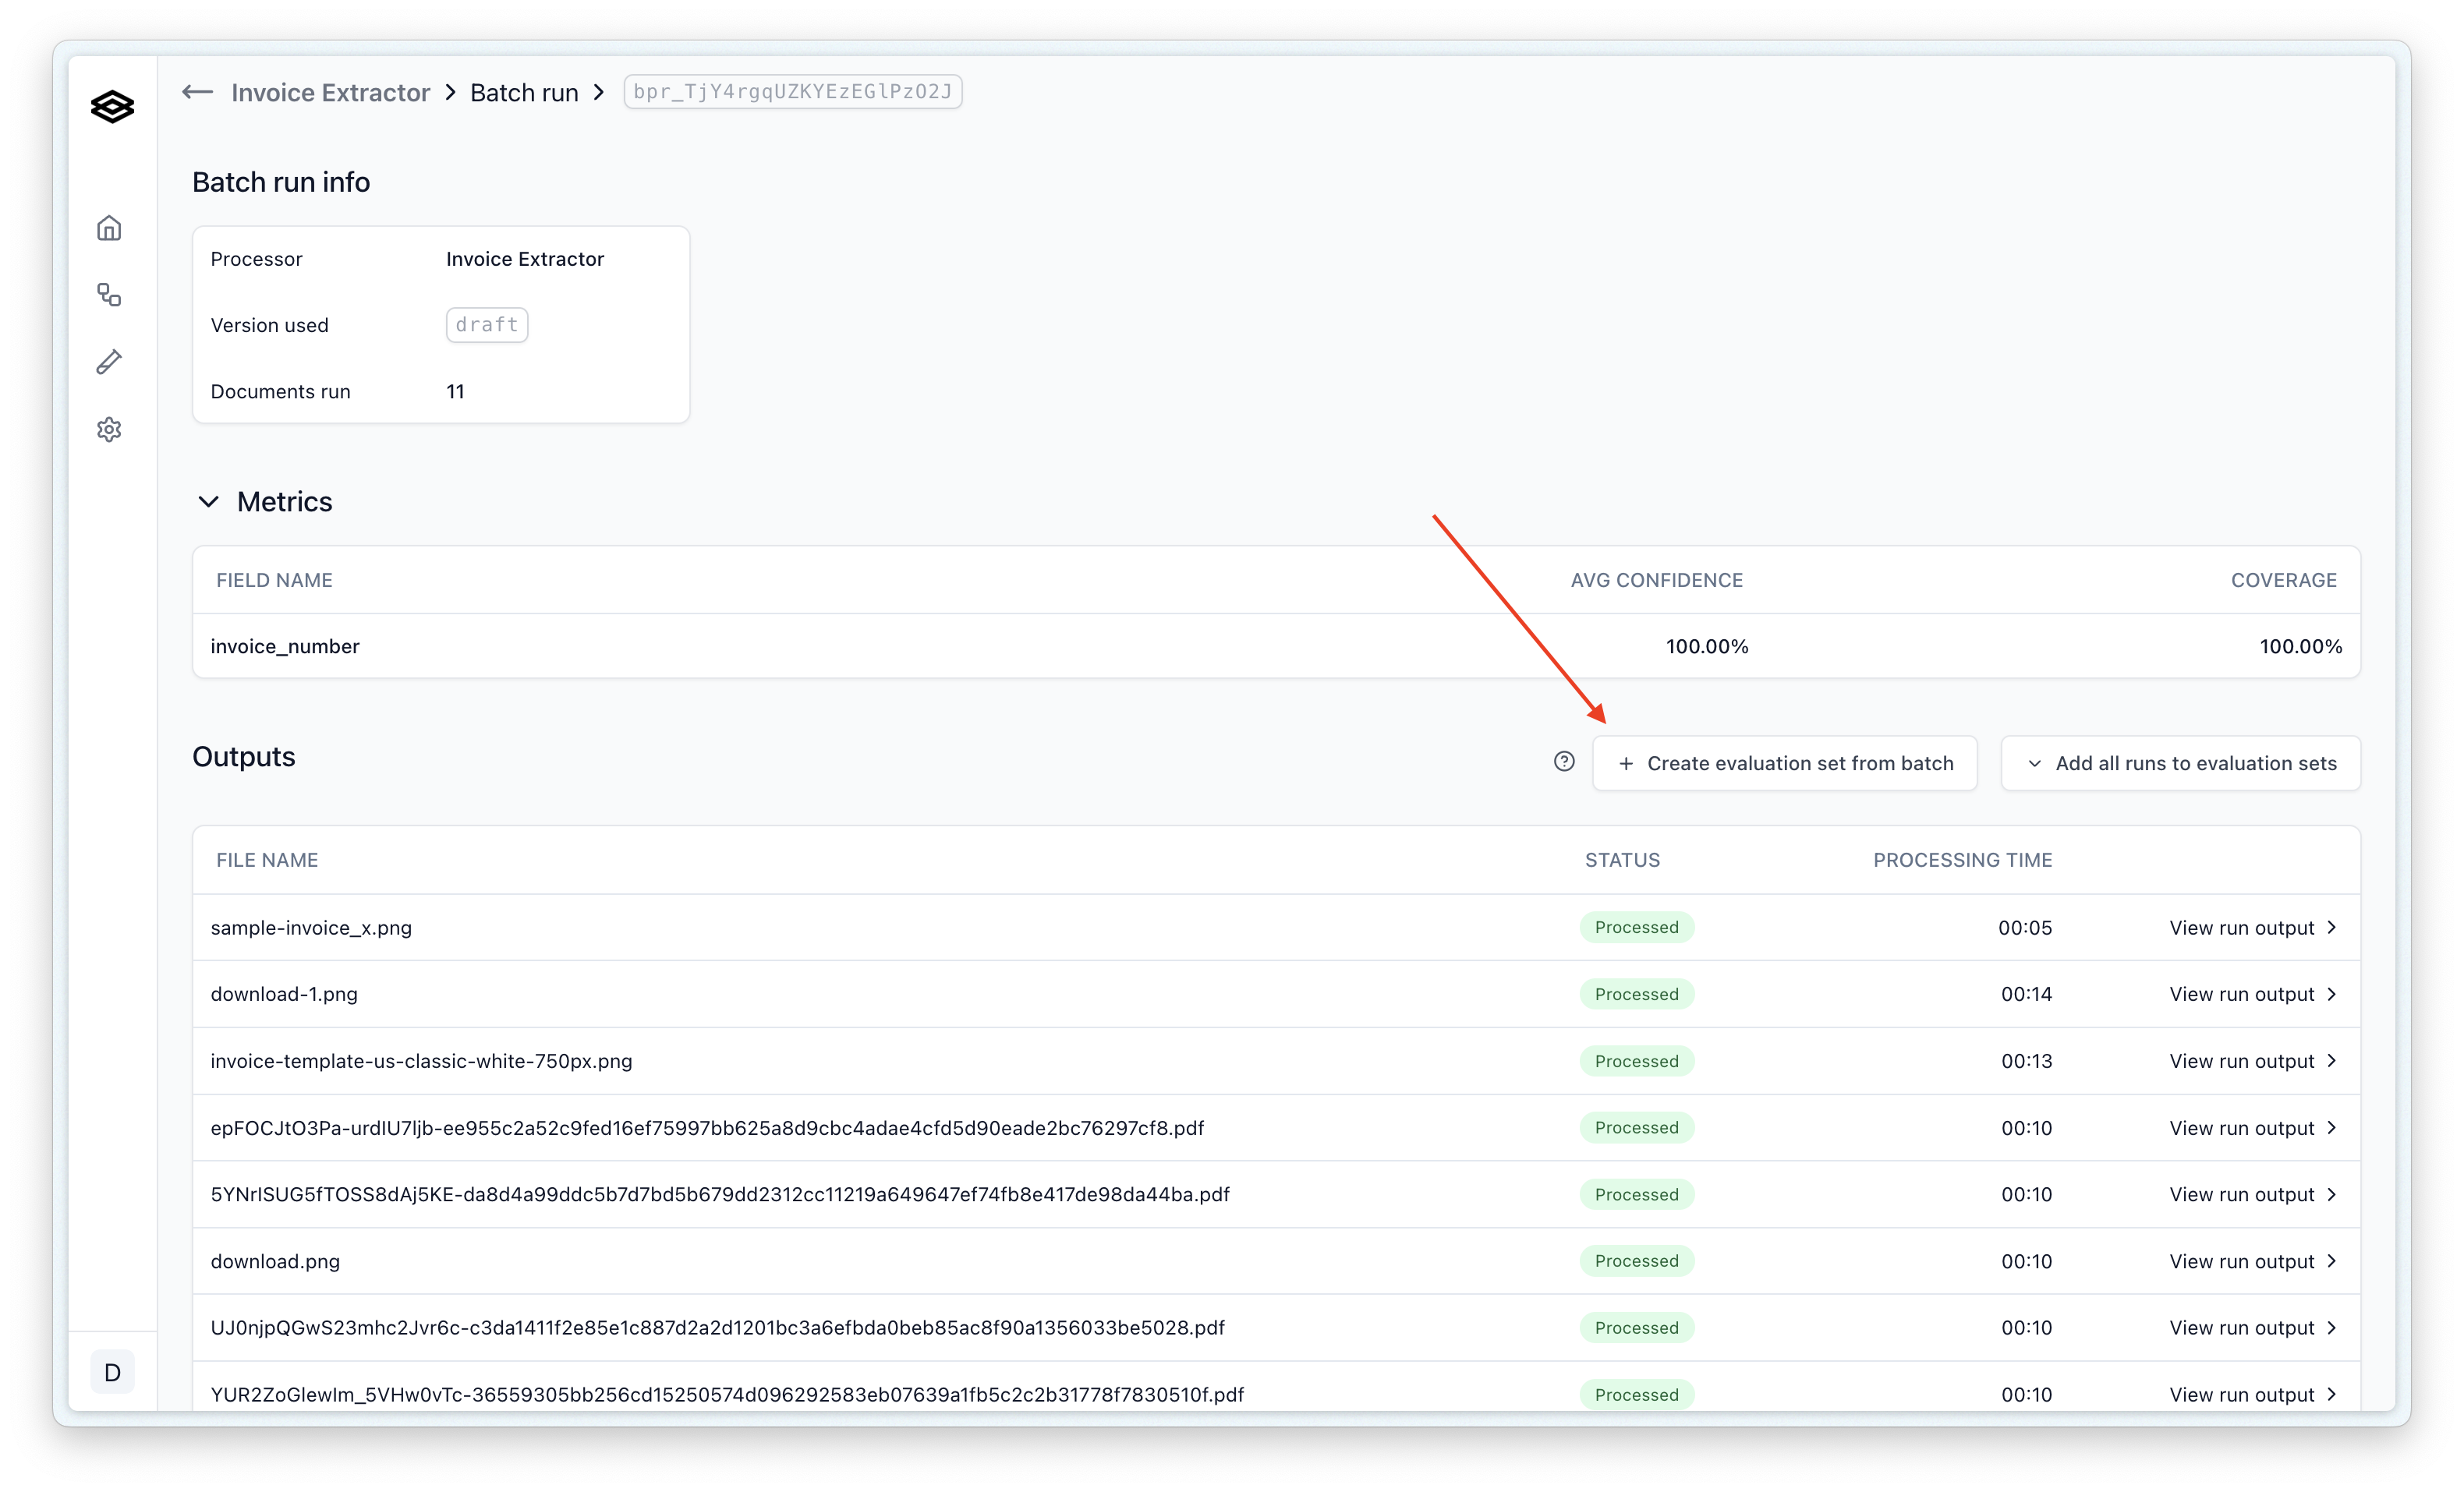 Invoice Extractor > Batch run > bpr_TjY4rgqUZKYEzEGlPzO2J
Batch run info
Processor Invoice Extractor
Version used draft
Documents run 11
Metrics
FIELD NAME AVG CONFIDENCE COVERAGE
invoice_number 100.00% 100.00%
Outputs ? + Create evaluation set from batch Add all runs to evaluation sets
FILE NAME STATUS PROCESSING TIME
sample-invoice_x.png Processed 00:05 View run output >
download-1.png Processed 00:14 View run output >
invoice-template-us-classic-white-750px.png Processed 00:13 View run output >
epFOCJtO3Pa-urdIU7ljb-ee955c2a52c9fed16ef75997bb625a8d9cbc4adae4cfd5d90eade2bc76297cf8.pdf Processed 00:10 View run output >
5YNrISUG5fTOSS8dAj5KE-da8d4a99ddc5b7d7bd5b679dd2312cc11219a649647ef74fb8e417de98da44ba.pdf Processed 00:10 View run output >
download.png Processed 00:10 View run output >
UJ0njpQGwS23mhc2Jvr6c-c3da1411f2e85e1c887d2a2d1201bc3a6efbda0beb85ac8f90a1356033be5028.pdf Processed 00:10 View run output >
YUR2ZoGlewIm_5VHw0vTc-36559305bb256cd15250574d096292583eb07639a1fb5c2c2b31778f7830510f.pdf Processed 00:10 View run output >
D